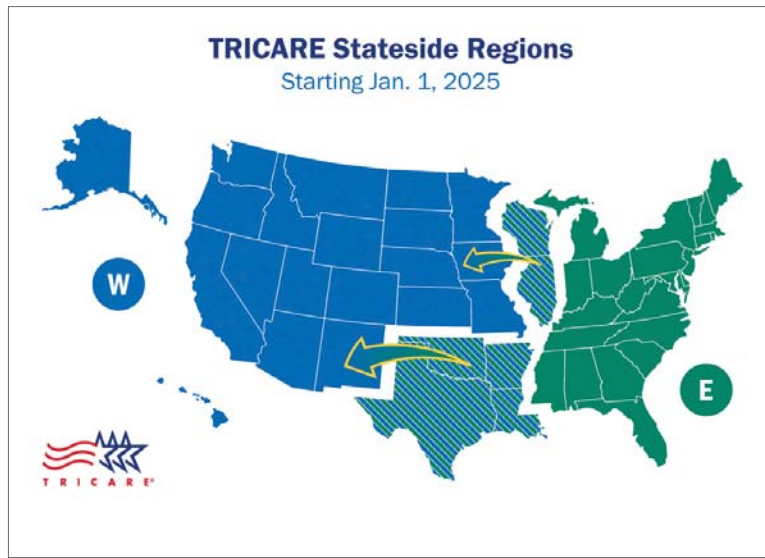 TRICARE Stateside Regions
Starting Jan. 1, 2025
W
E
TRICARE®